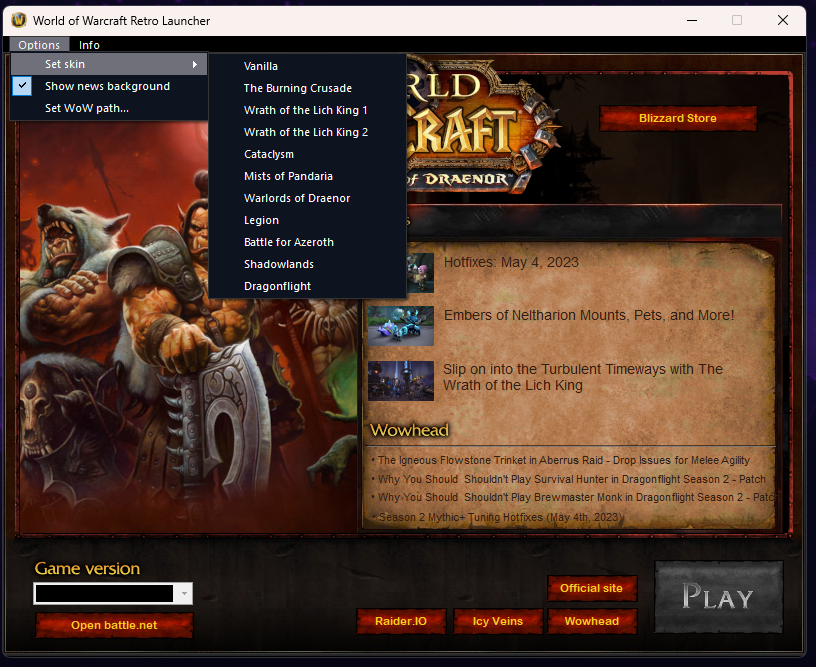 World of Warcraft Retro Launcher
Options Info
Set skin
Show news background
Set WoW path...
Vanilla
The Burning Crusade
Wrath of the Lich King 1
Wrath of the Lich King 2
Cataclysm
Mists of Pandaria
Warlords of Draenor
Legion
Battle for Azeroth
Shadowlands
Dragonflight
Blizzard Store
Hotfixes: May 4, 2023
Embers of Neltharion Mounts, Pets, and More!
Slip on into the Turbulent Timeways with The
Wrath of the Lich King
Wowhead
• The Igneous Flowstone Trinket in Aberrus Raid - Drop Issues for Melee Agility
• Why You Should  Shouldn't Play Survival Hunter in Dragonflight Season 2 - Patch
• Why You Should  Shouldn't Play Brewmaster Monk in Dragonflight Season 2 - Patc
• Season 2 Mythic+ Tuning Hotfixes (May 4th, 2023)
Game version
Open battle.net
Official site
Raider.IO
Icy Veins
Wowhead
PLAY
OF DRAENOR